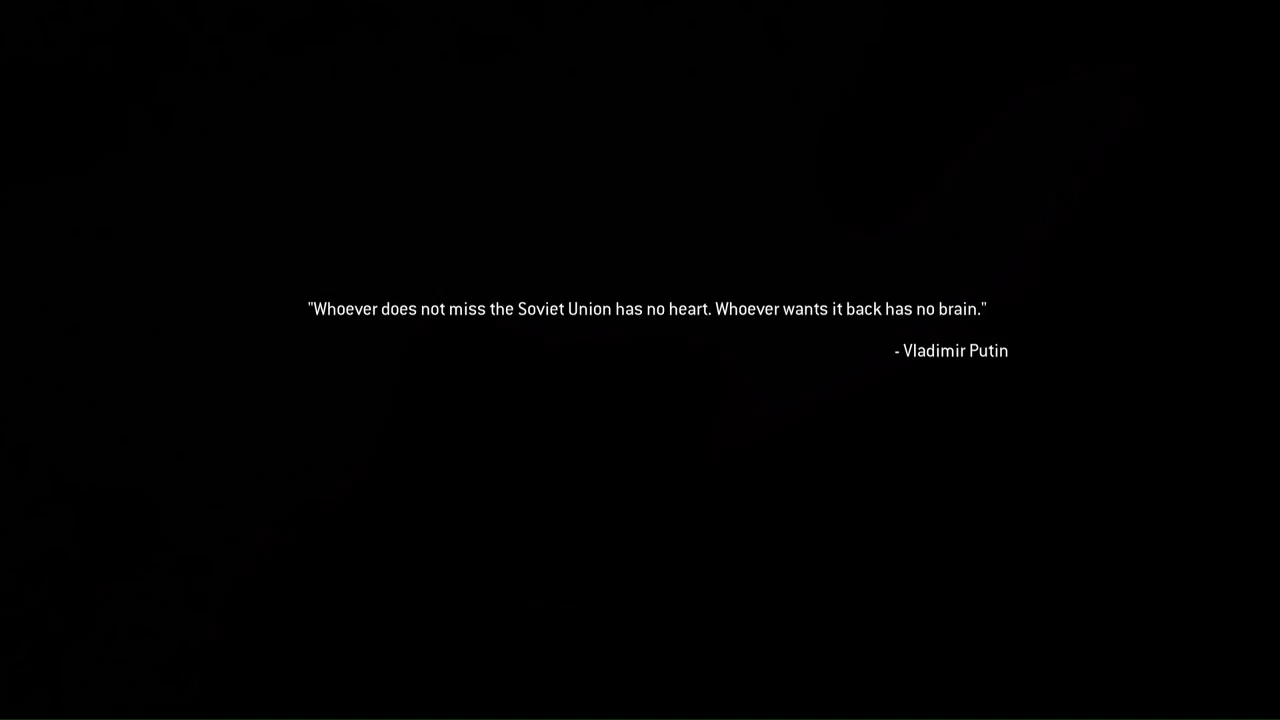 "Whoever does not miss the Soviet Union has no heart. Whoever wants it back has no brain."
- Vladimir Putin